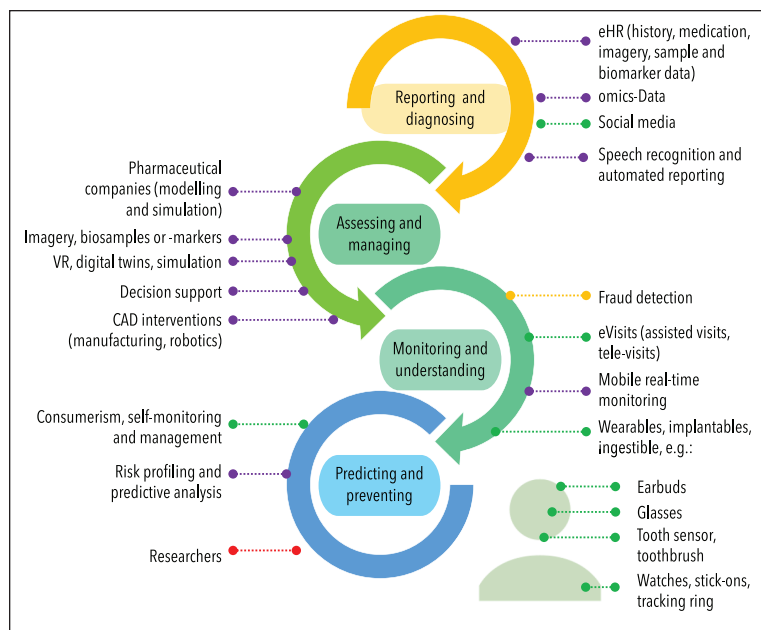 eHR (history, medication,
imagery, sample and
biomarker data)
Reporting and
diagnosing
omics-Data
Social media
Speech recognition and
automated reporting
Pharmaceutical
companies (modelling
and simulation)
Assessing and
managing
Imagery, biosamples or -markers
VR, digital twins, simulation
Decision support
CAD interventions
(manufacturing, robotics)
Fraud detection
eVisits (assisted visits,
tele-visits)
Monitoring and
understanding
Mobile real-time
monitoring
Wearables, implantables,
ingestible, e.g.:
Consumerism, self-monitoring
and management
Predicting and
preventing
Risk profiling and
predictive analysis
Researchers
Earbuds
Glasses
Tooth sensor,
toothbrush
Watches, stick-ons,
tracking ring